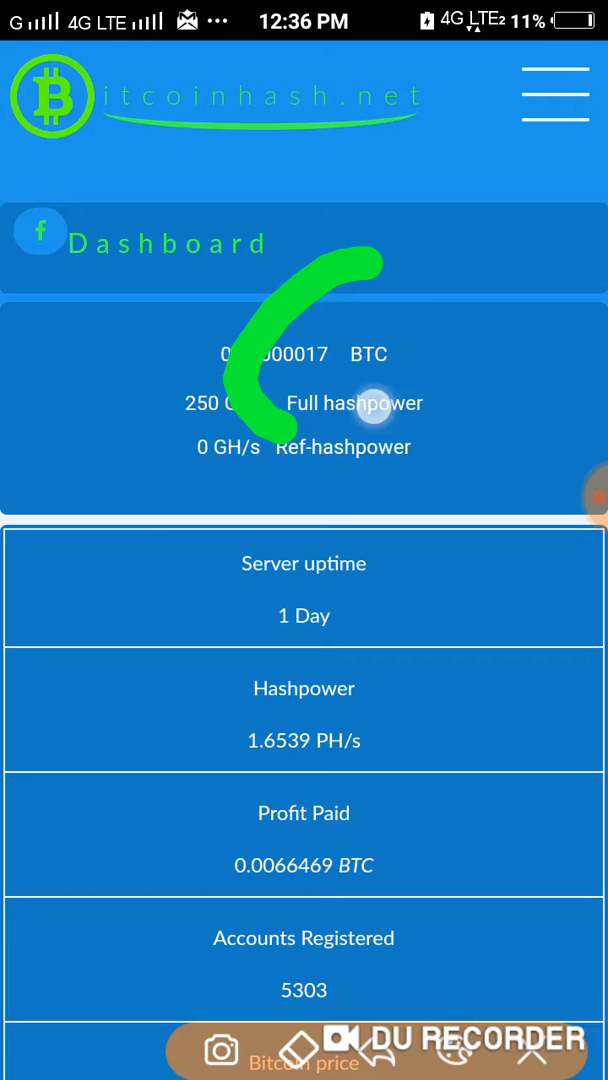 G 4G LTE 12:36 PM 4G LTE2 11%
itcoinhash.net
Dashboard
BTC
250 Full hashpower
0 GH/s Ref-hashpower
Server uptime
1 Day
Hashpower
1.6539 PH/s
Profit Paid
0.0066469 BTC
Accounts Registered
5303
DU RECORDER
Bitcoin price